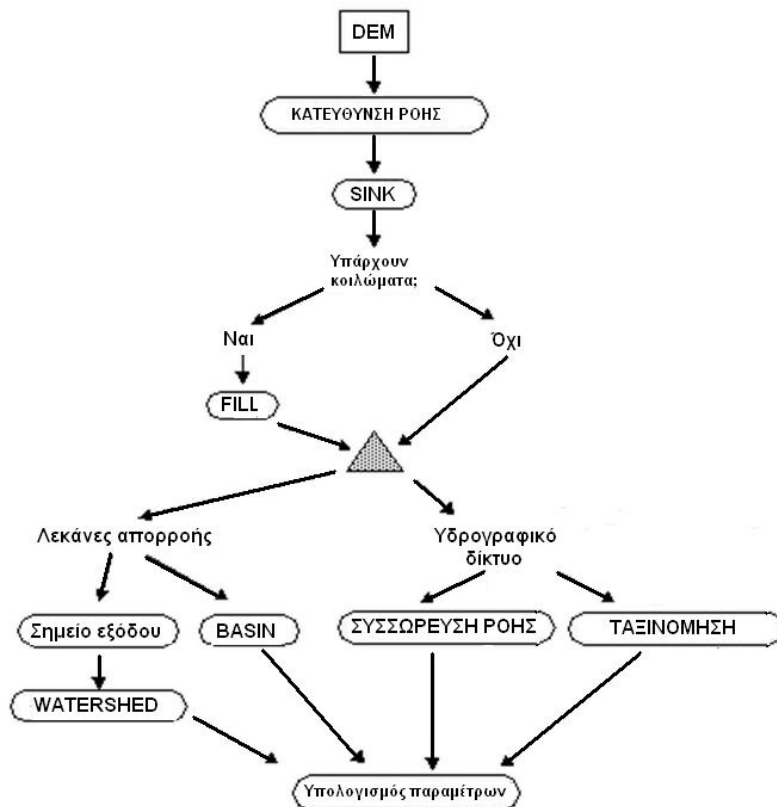 DEM
ΚΑΤΕΥΘΥΝΣΗ ΡΟΗΣ
SINK
Υπάρχουν
κοιλώματα;
Ναι
Όχι
FILL
Λεκάνες απορροής
Υδρογραφικό
δίκτυο
Σημείο εξόδου
BASIN
ΣΥΣΣΩΡΕΥΣΗ ΡΟΗΣ
ΤΑΞΙΝΟΜΗΣΗ
WATERSHED
Υπολογισμός παραμέτρων